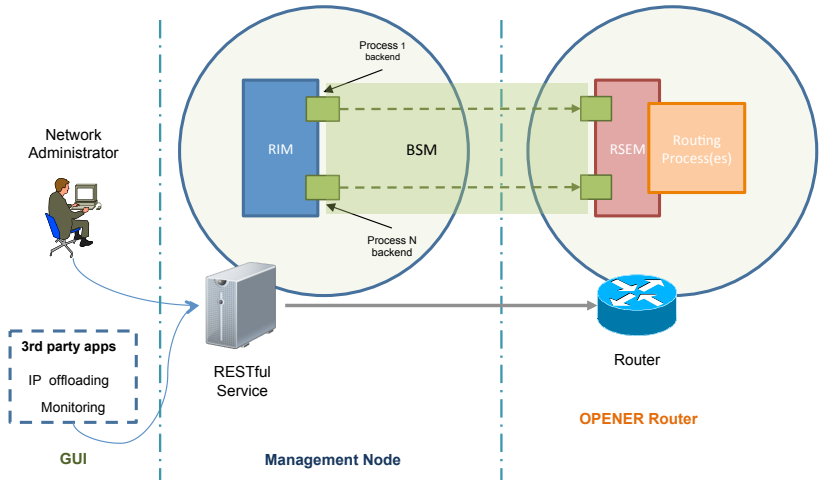 Process 1
backend
RIM
BSM
RSEM
Routing
Process(es)
Process N
backend
Network
Administrator
3rd party apps
IP offloading
Monitoring
RESTful
Service
Router
GUI
Management Node
OPENER Router